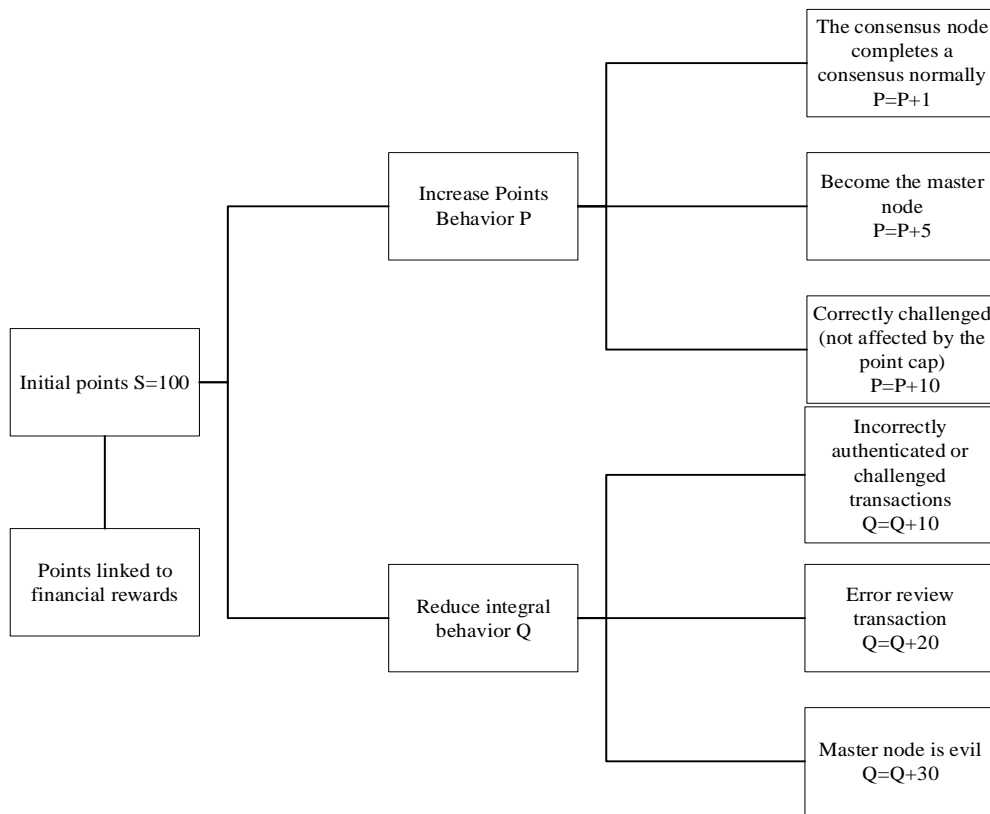 The consensus node
completes a
consensus normally
P=P+1
Increase Points
Behavior P
Become the master
node
P=P+5
Correctly challenged
(not affected by the
point cap)
P=P+10
Initial points S=100
Points linked to
financial rewards
Incorrectly
authenticated or
challenged
transactions
Q=Q+10
Reduce integral
behavior Q
Error review
transaction
Q=Q+20
Master node is evil
Q=Q+30